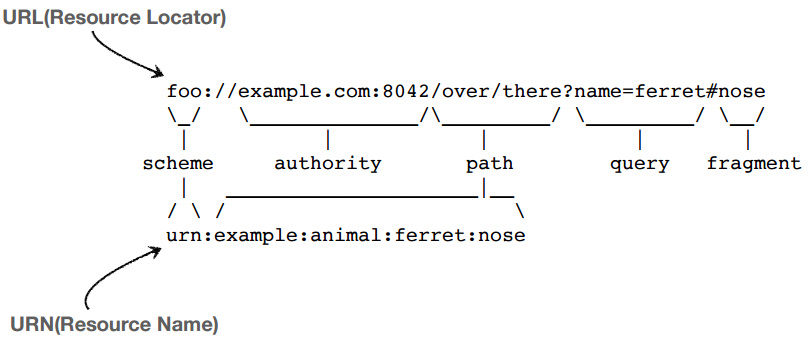 URL(Resource Locator)
foo://example.com:8042/over/there?name=ferret#nose
scheme authority path query fragment
urn:example:animal:ferret:nose
URN(Resource Name)